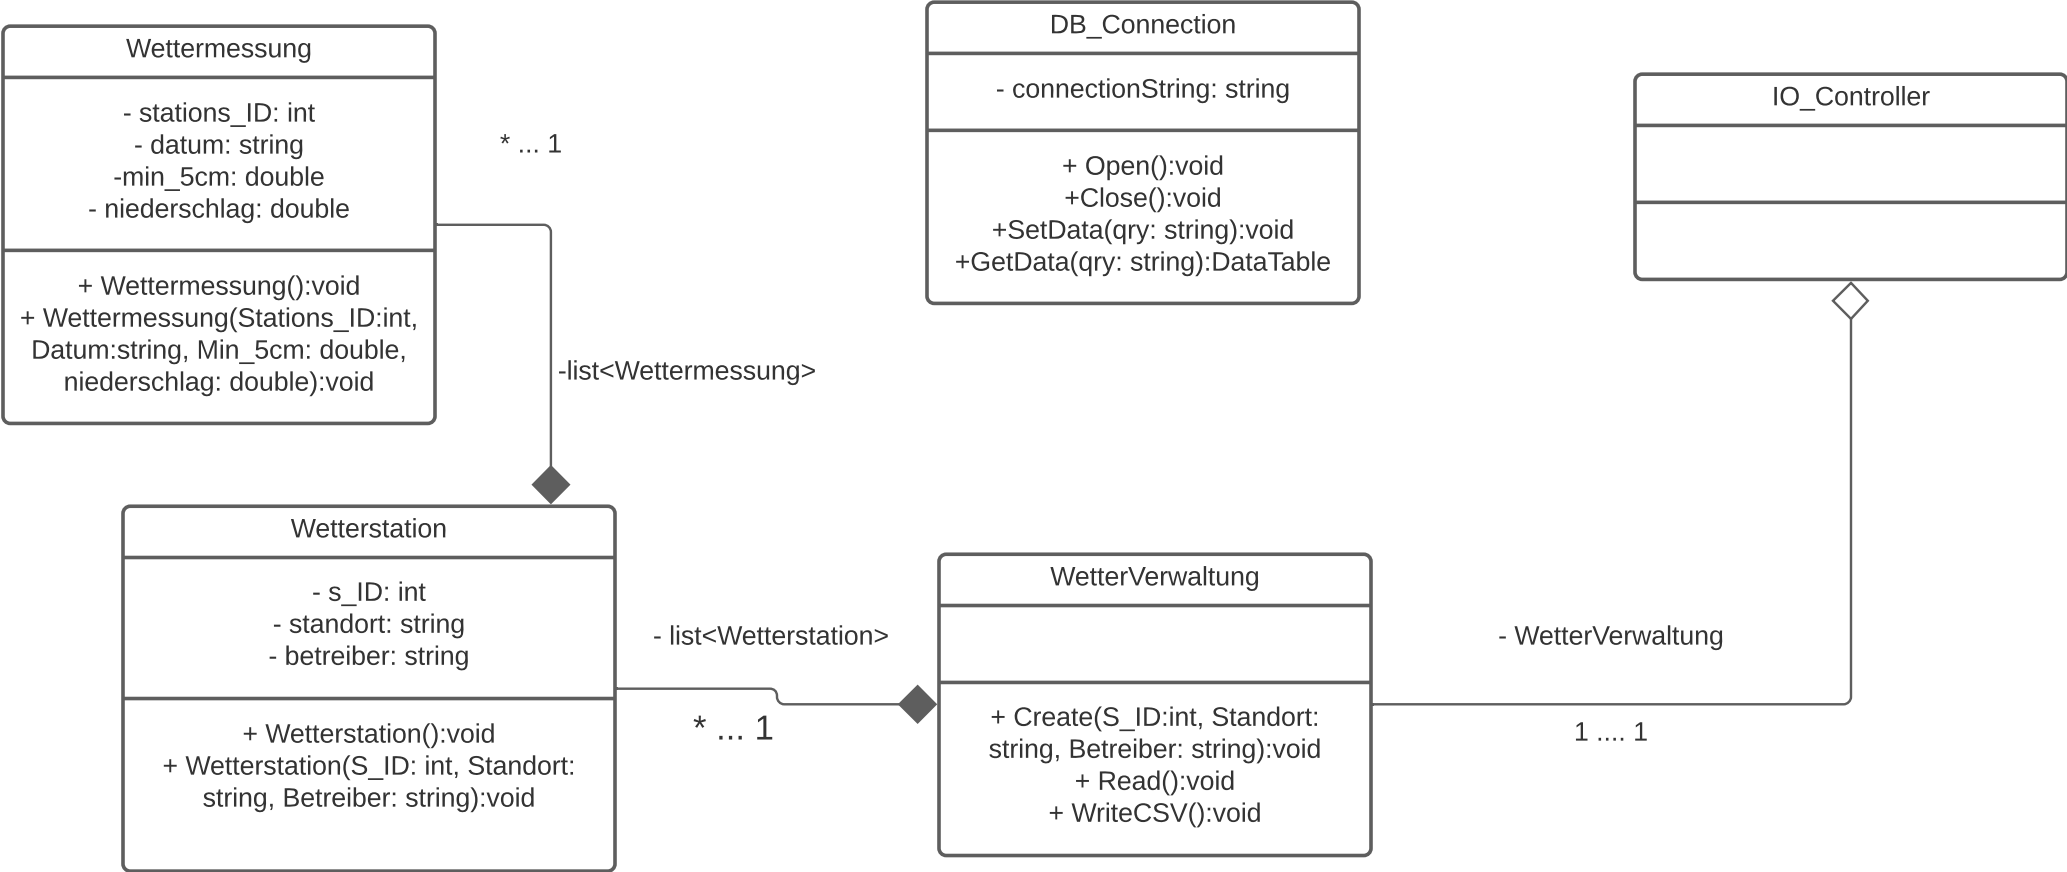 Wettermessung
- stations_ID: int
- datum: string
-min_5cm: double
- niederschlag: double
+ Wettermessung():void
+ Wettermessung(Stations_ID:int,
Datum:string, Min_5cm: double,
niederschlag: double):void
* ... 1
-list<Wettermessung>
DB_Connection
- connectionString: string
+ Open():void
+Close():void
+SetData(qry: string):void
+GetData(qry: string):DataTable
IO_Controller
Wetterstation
- s_ID: int
- standort: string
- betreiber: string
+ Wetterstation():void
+ Wetterstation(S_ID: int, Standort:
string, Betreiber: string):void
- list<Wetterstation>
* ... 1
WetterVerwaltung
+ Create(S_ID:int, Standort:
string, Betreiber: string):void
+ Read():void
+ WriteCSV():void
- WetterVerwaltung
1 .... 1